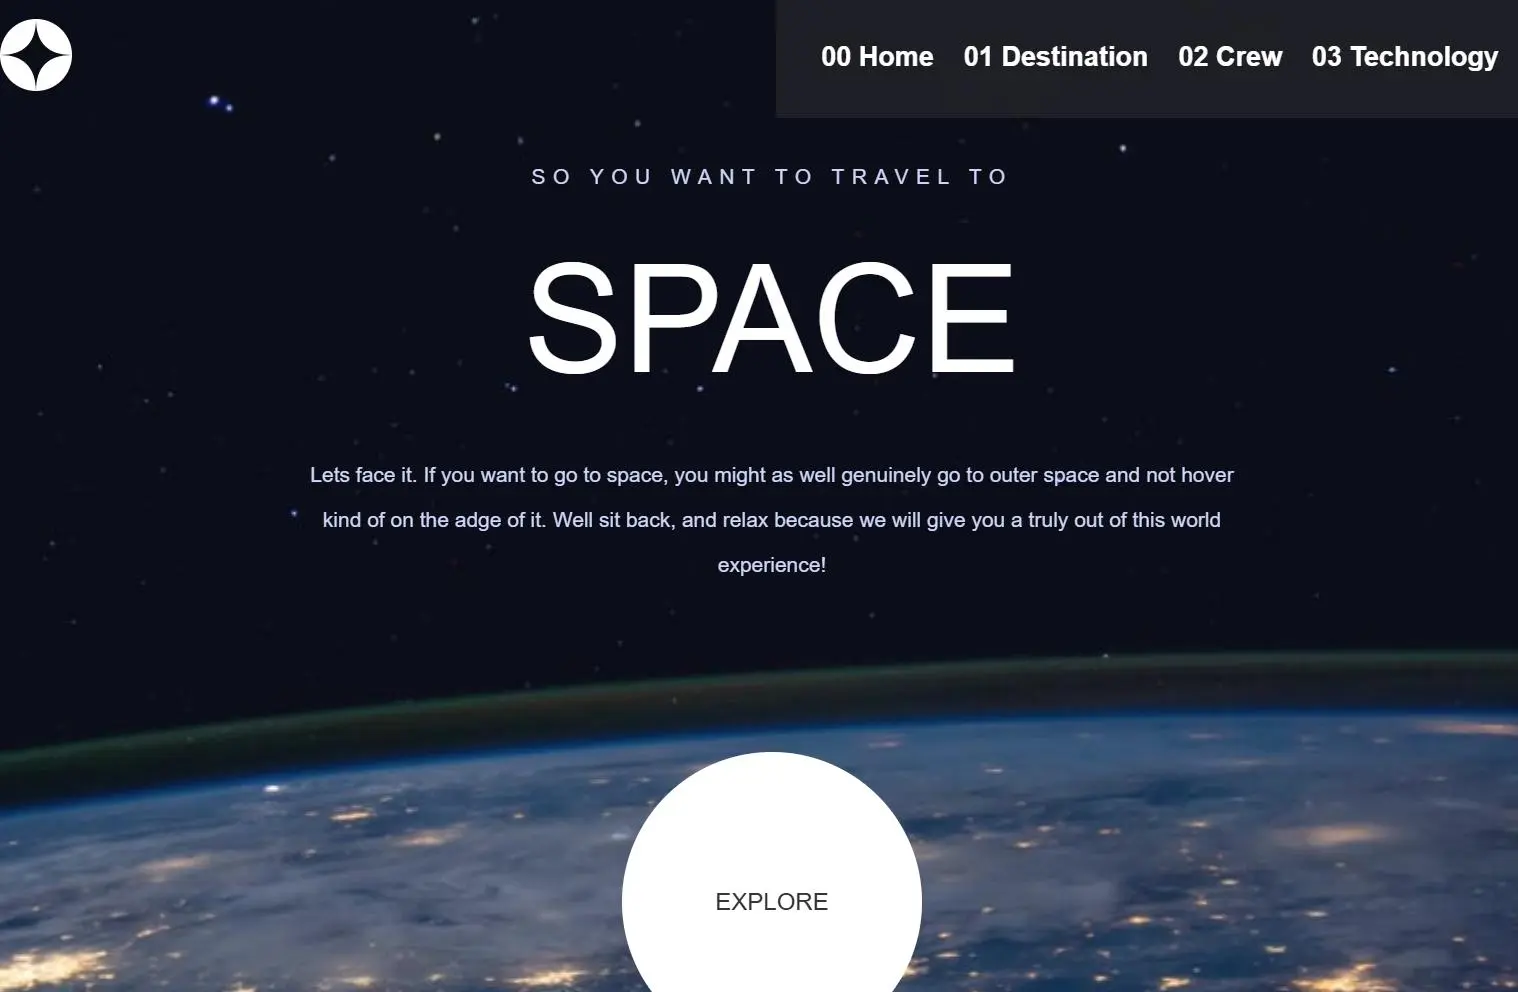 00 Home 01 Destination 02 Crew 03 Technology
SO YOU WANT TO TRAVEL TO
SPACE
Lets face it. If you want to go to space, you might as well genuinely go to outer space and not hover
kind of on the adge of it. Well sit back, and relax because we will give you a truly out of this world
experience!
EXPLORE